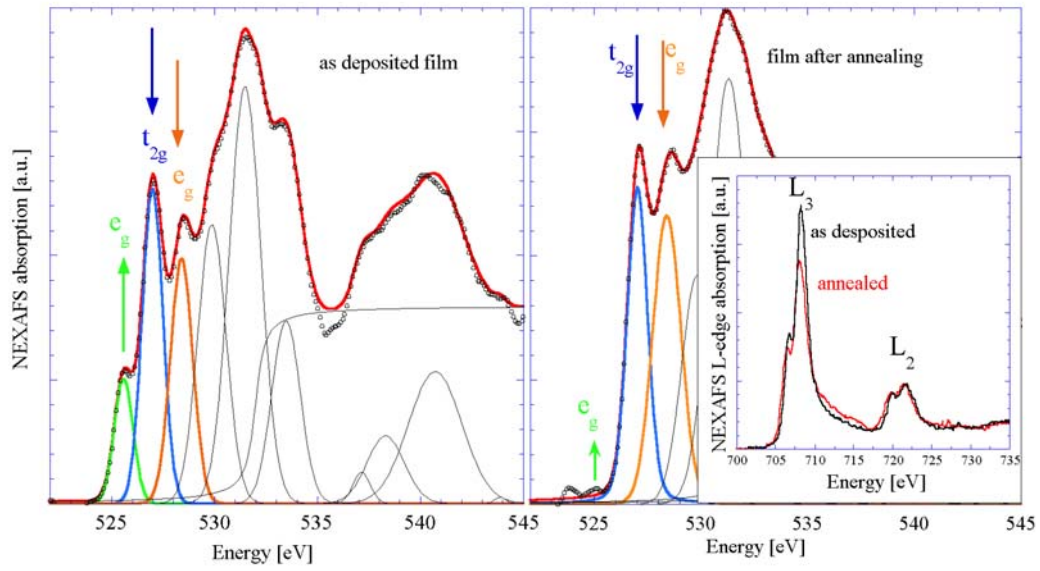 NEXAFS absorption [a.u.]
as deposited film
t2g
eg
eg
525
530
535
540
545
Energy [eV]
film after annealing
t2g
eg
eg
525
530
535
540
545
Energy [eV]
NEXAFS L-edge absorption [a.u.]
L3
as desposited
annealed
L2
700
705
710
715
720
725
730
735
Energy [eV]